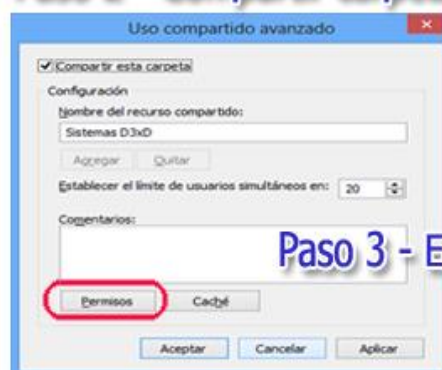 Uso compartido avanzado
Compartir esta carpeta
Configuración
Nombre del recurso compartido:
Sistemas D3xD
Agregar Quitar
Establecer el límite de usuarios simultáneos en: 20
Comentarios:
Paso 3 - E
Permisos Caché
Aceptar Cancelar Aplicar